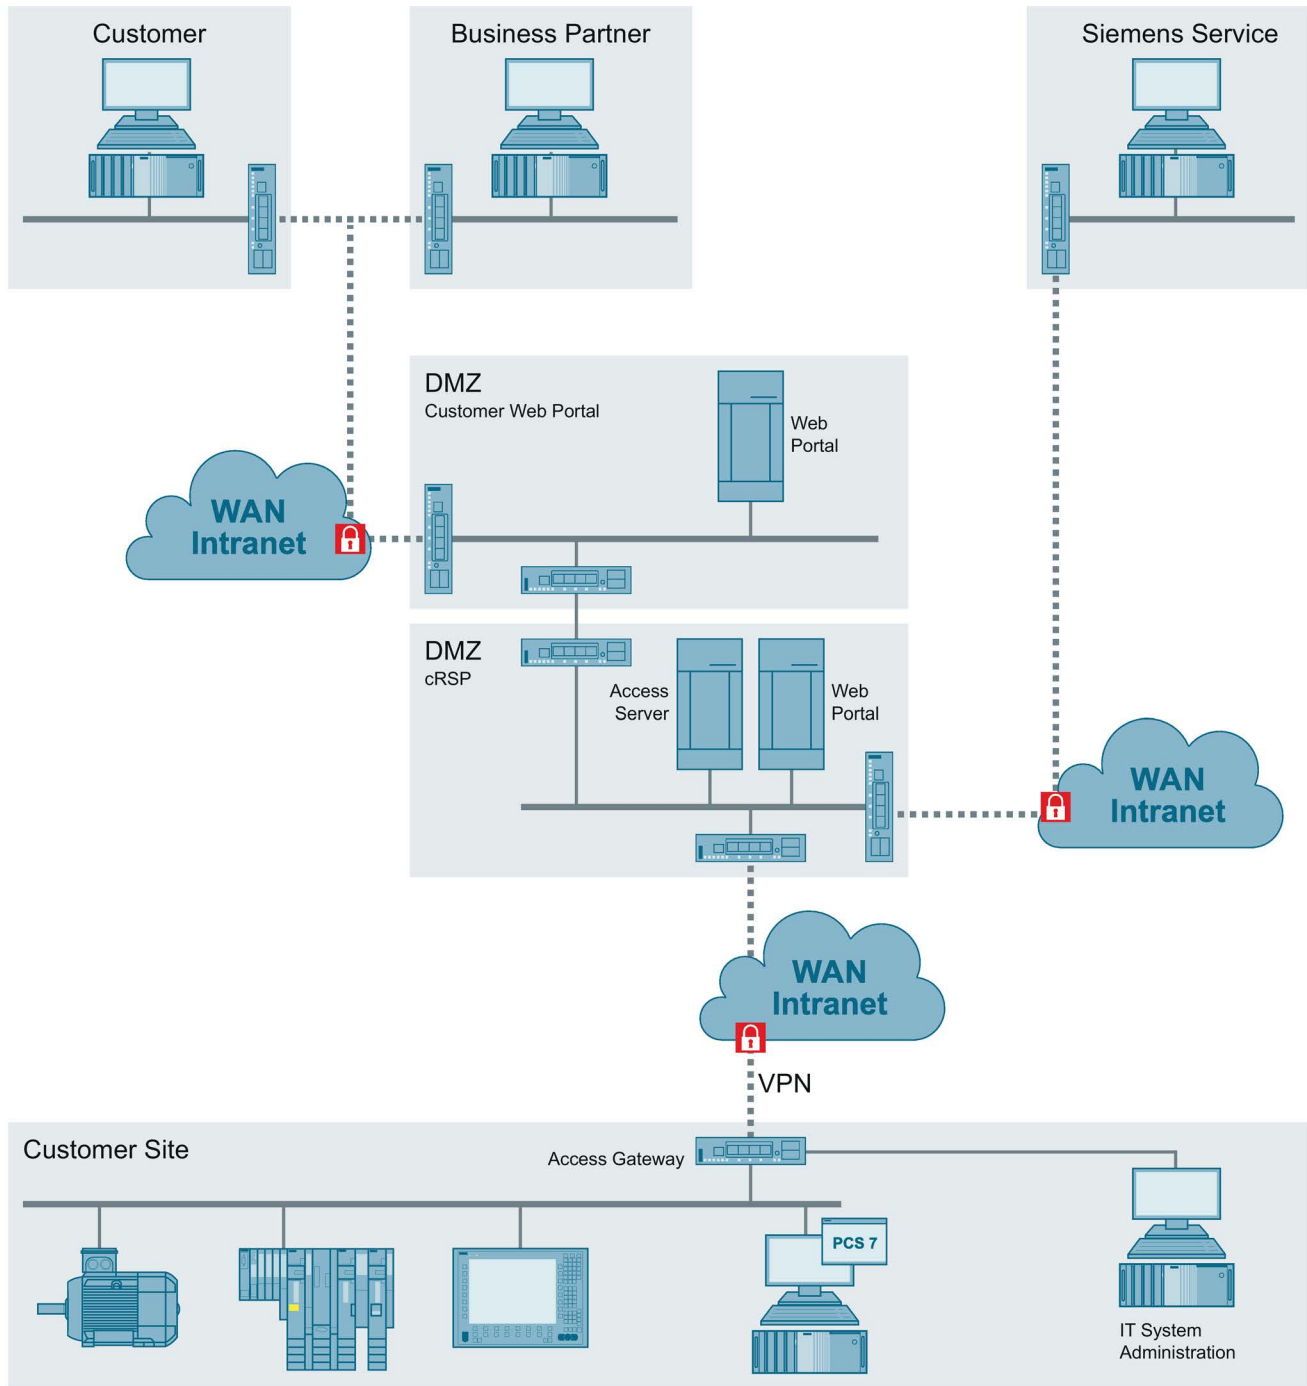 Customer
Business Partner
Siemens Service
DMZ
Customer Web Portal
Web
Portal
WAN
Intranet
DMZ
cRSP
Access
Server
Web
Portal
WAN
Intranet
WAN
Intranet
VPN
Customer Site
Access Gateway
PCS 7
IT System
Administration